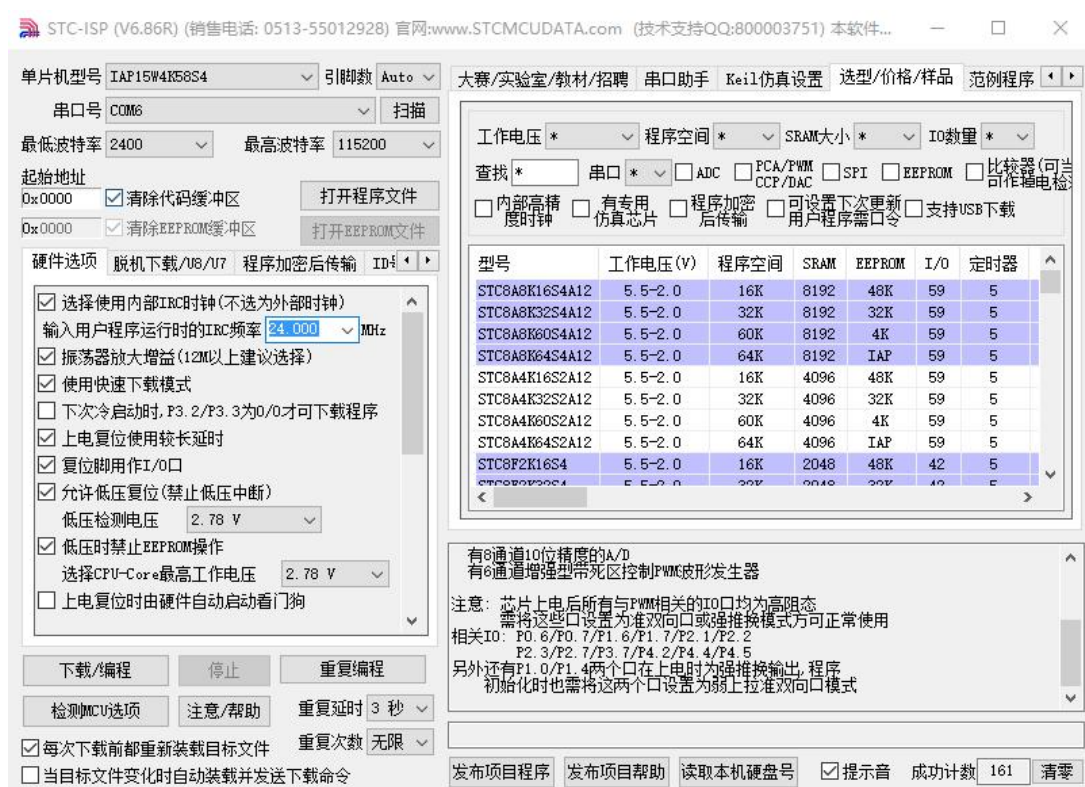 STC-ISP (V6.86R) (销售电话: 0513-55012928) 官网:www.STCMCUDATA.com (技术支持QQ:800003751) 本软件...
单片机型号 IAP15W4K58S4 引脚数 Auto
串口号 COM6 扫描
最低波特率 2400 最高波特率 115200
起始地址
0x0000 清除代码缓冲区 打开程序文件
0x0000 清除EEPROM缓冲区 打开EEPROM文件
硬件选项 脱机下载/U8/U7 程序加密后传输
选择使用内部IRC时钟(不选为外部时钟)
输入用户程序运行时的IRC频率 24.000 MHz
振荡器放大增益(12M以上建议选择)
使用快速下载模式
下次冷启动时,P3.2/P3.3为0/0才可下载程序
上电复位使用较长延时
复位脚用作I/O口
允许低压复位(禁止低压中断)
低压检测电压 2.78 V
低压时禁止EEPROM操作
选择CPU-Core最高工作电压 2.78 V
上电复位时由硬件自动启动看门狗
下载/编程 停止 重复编程
检测MCU选项 注意/帮助 重复延时 3 秒
每次下载前都重新装载目标文件 重复次数 无限
当目标文件变化时自动装载并发送下载命令
大赛/实验室/教材/招聘 串口助手 Keil仿真设置 选型/价格/样品 范例程序
工作电压 * 程序空间 * SRAM大小 * IO数量 *
查找 * 串口 * ADC PCA/PWM CCP/DAC SPI EEPROM 比较器(可当可作掉电检
内部高精度时钟 有专用仿真芯片 程序加密后传输 可设置下次更新用户程序需口令 支持USB下载
型号 工作电压(V) 程序空间 SRAM EEPROM I/O 定时器
STC8A8K16S4A12 5.5-2.0 16K 8192 48K 59 5
STC8A8K32S4A12 5.5-2.0 32K 8192 32K 59 5
STC8A8K60S4A12 5.5-2.0 60K 8192 4K 59 5
STC8A8K64S4A12 5.5-2.0 64K 8192 IAP 59 5
STC8A4K16S2A12 5.5-2.0 16K 4096 48K 59 5
STC8A4K32S2A12 5.5-2.0 32K 4096 32K 59 5
STC8A4K60S2A12 5.5-2.0 60K 4096 4K 59 5
STC8A4K64S2A12 5.5-2.0 64K 4096 IAP 59 5
STC8F2K16S4 5.5-2.0 16K 2048 48K 42 5
STC8F2K32S4 5.5-2.0 32K 2048 32K 42 5
有8通道10位精度的A/D
有6通道增强型带死区控制PWM波形发生器
注意: 芯片上电后所有与PWM相关的IO口均为高阻态
需将这些口设置为准双向口或强推挽模式方可正常使用
相关IO: P0.6/P0.7/P1.6/P1.7/P2.1/P2.2
P2.3/P2.7/P3.7/P4.2/P4.4/P4.5
另外还有P1.0/P1.4两个口在上电时为强推挽输出,程序
初始化时也需将这两个口设置为弱上拉准双向口模式
发布项目程序 发布项目帮助 读取本机硬盘号 提示音 成功计数 161 清零